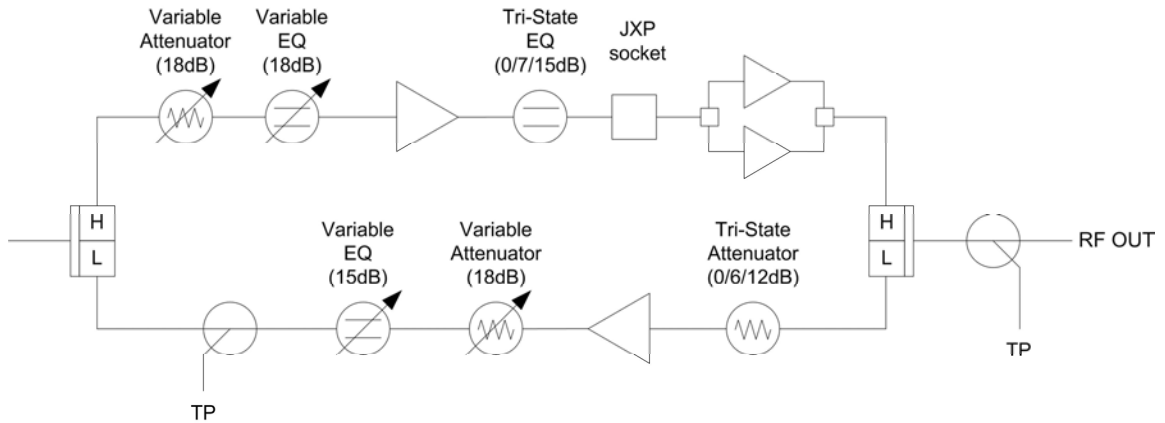 Variable
Attenuator
(18dB)
Variable
EQ
(18dB)
Tri-State
EQ
(0/7/15dB)
JXP
socket
H
L
H
L
RF OUT
TP
Variable
EQ
(15dB)
Variable
Attenuator
(18dB)
Tri-State
Attenuator
(0/6/12dB)
TP